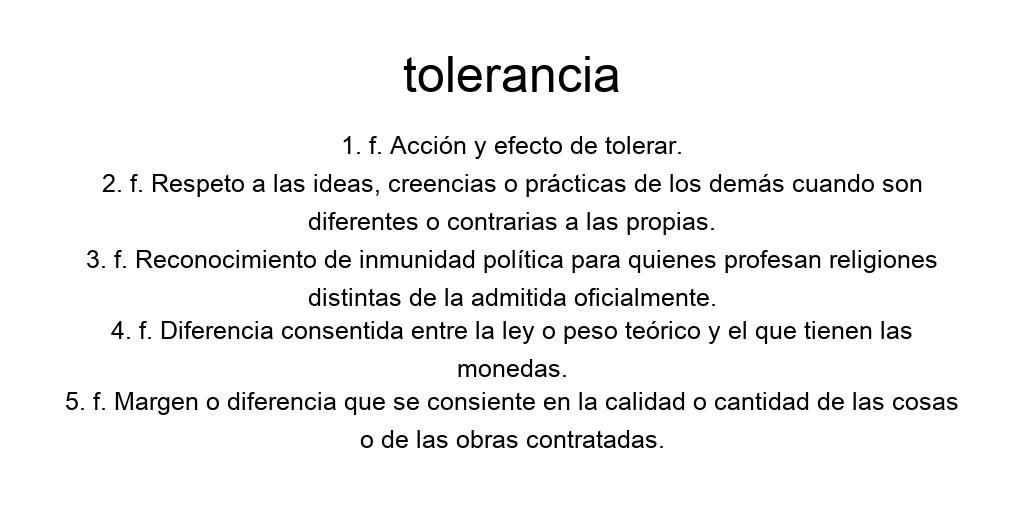 tolerancia
1. f. Acción y efecto de tolerar.
2. f. Respeto a las ideas, creencias o prácticas de los demás cuando son
diferentes o contrarias a las propias.
3. f. Reconocimiento de inmunidad política para quienes profesan religiones
distintas de la admitida oficialmente.
4. f. Diferencia consentida entre la ley o peso teórico y el que tienen las
monedas.
5. f. Margen o diferencia que se consiente en la calidad o cantidad de las cosas
o de las obras contratadas.